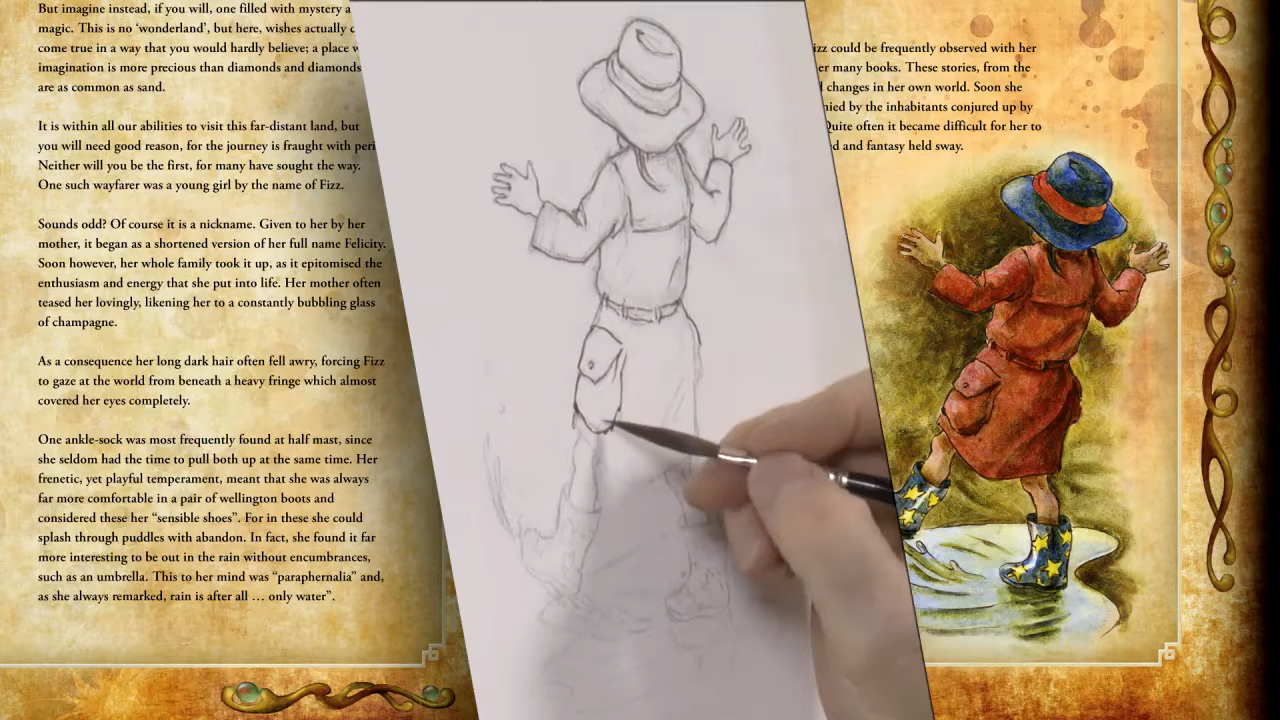 But imagine instead, if you will, one filled with mystery a
magic. This is no ‘wonderland’, but here, wishes actually
come true in a way that you would hardly believe; a place
imagination is more precious than diamonds and diamonds
are as common as sand.
It is within all our abilities to visit this far-distant land, but
you will need good reason, for the journey is fraught with peri
Neither will you be the first, for many have sought the way.
One such wayfarer was a young girl by the name of Fizz.
Sounds odd? Of course it is a nickname. Given to her by her
mother, it began as a shortened version of her full name Felicity.
Soon however, her whole family took it up, as it epitomised the
enthusiasm and energy that she put into life. Her mother often
teased her lovingly, likening her to a constantly bubbling glass
of champagne.
As a consequence her long dark hair often fell awry, forcing Fizz
to gaze at the world from beneath a heavy fringe which almost
covered her eyes completely.
One ankle-sock was most frequently found at half mast, since
she seldom had the time to pull both up at the same time. Her
frenetic, yet playful temperament, meant that she was always
far more comfortable in a pair of wellington boots and
considered these her “sensible shoes”. For in these she could
splash through puddles with abandon. In fact, she found it far
more interesting to be out in the rain without encumbrances,
such as an umbrella. This to her mind was “paraphernalia” and,
as she always remarked, rain is after all … only water”.
izz could be frequently observed with her
er many books. These stories, from the
changes in her own world. Soon she
nied by the inhabitants conjured up by
Quite often it became difficult for her to
d and fantasy held sway.